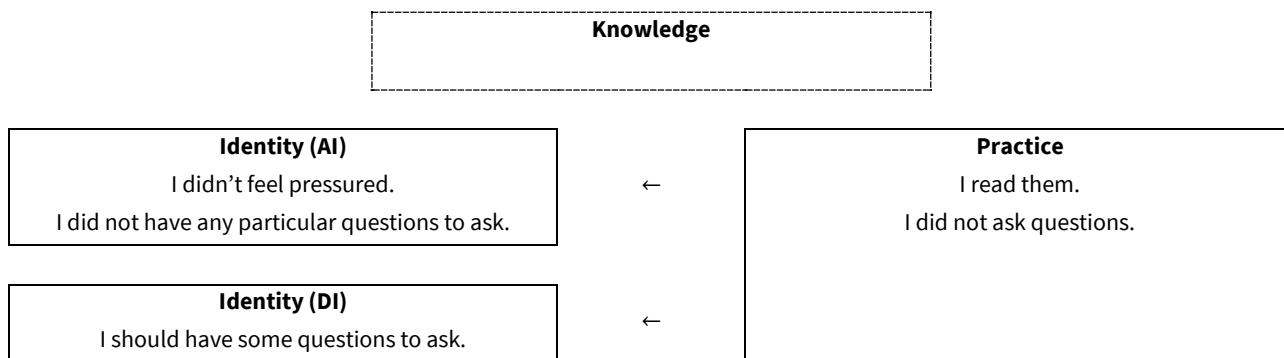 Knowledge
Identity (AI)
I didn’t feel pressured.
I did not have any particular questions to ask.
←
Practice
I read them.
I did not ask questions.
Identity (DI)
I should have some questions to ask.
←